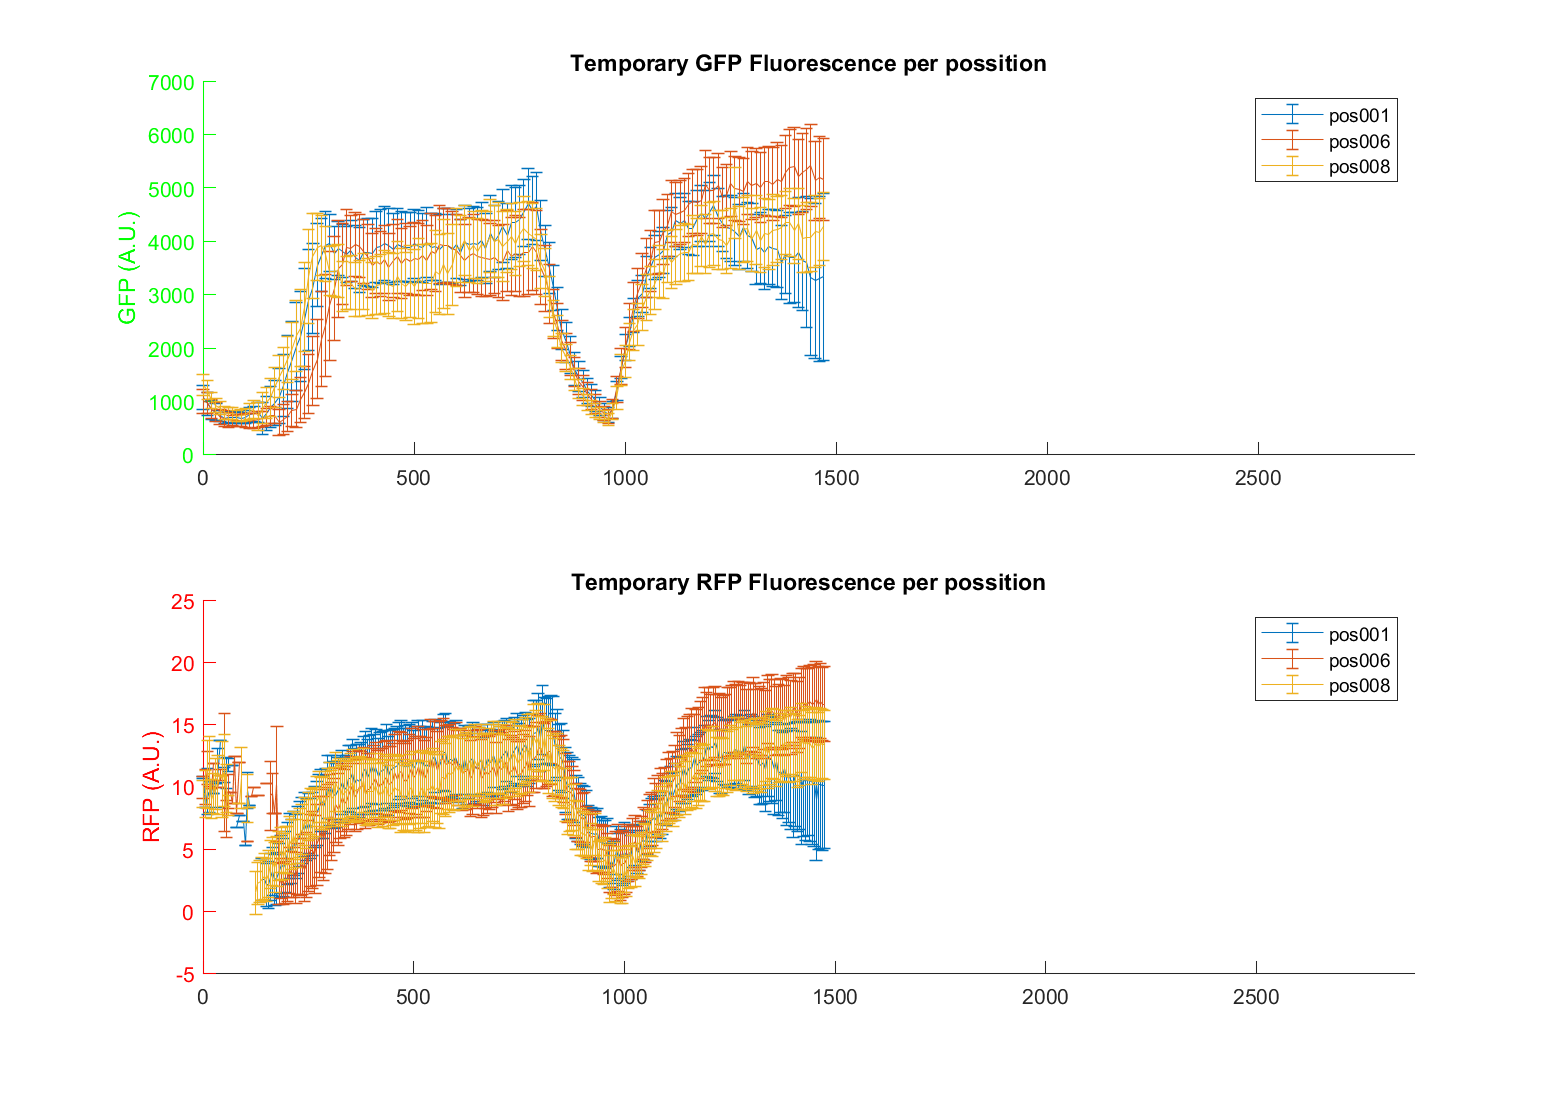 Temporary GFP Fluorescence per possition
7000
6000
5000
4000
3000
2000
1000
0
GFP (A.U.)
0 500 1000 1500 2000 2500
pos001
pos006
pos008
Temporary RFP Fluorescence per possition
25
20
15
10
5
0
-5
RFP (A.U.)
0 500 1000 1500 2000 2500
pos001
pos006
pos008